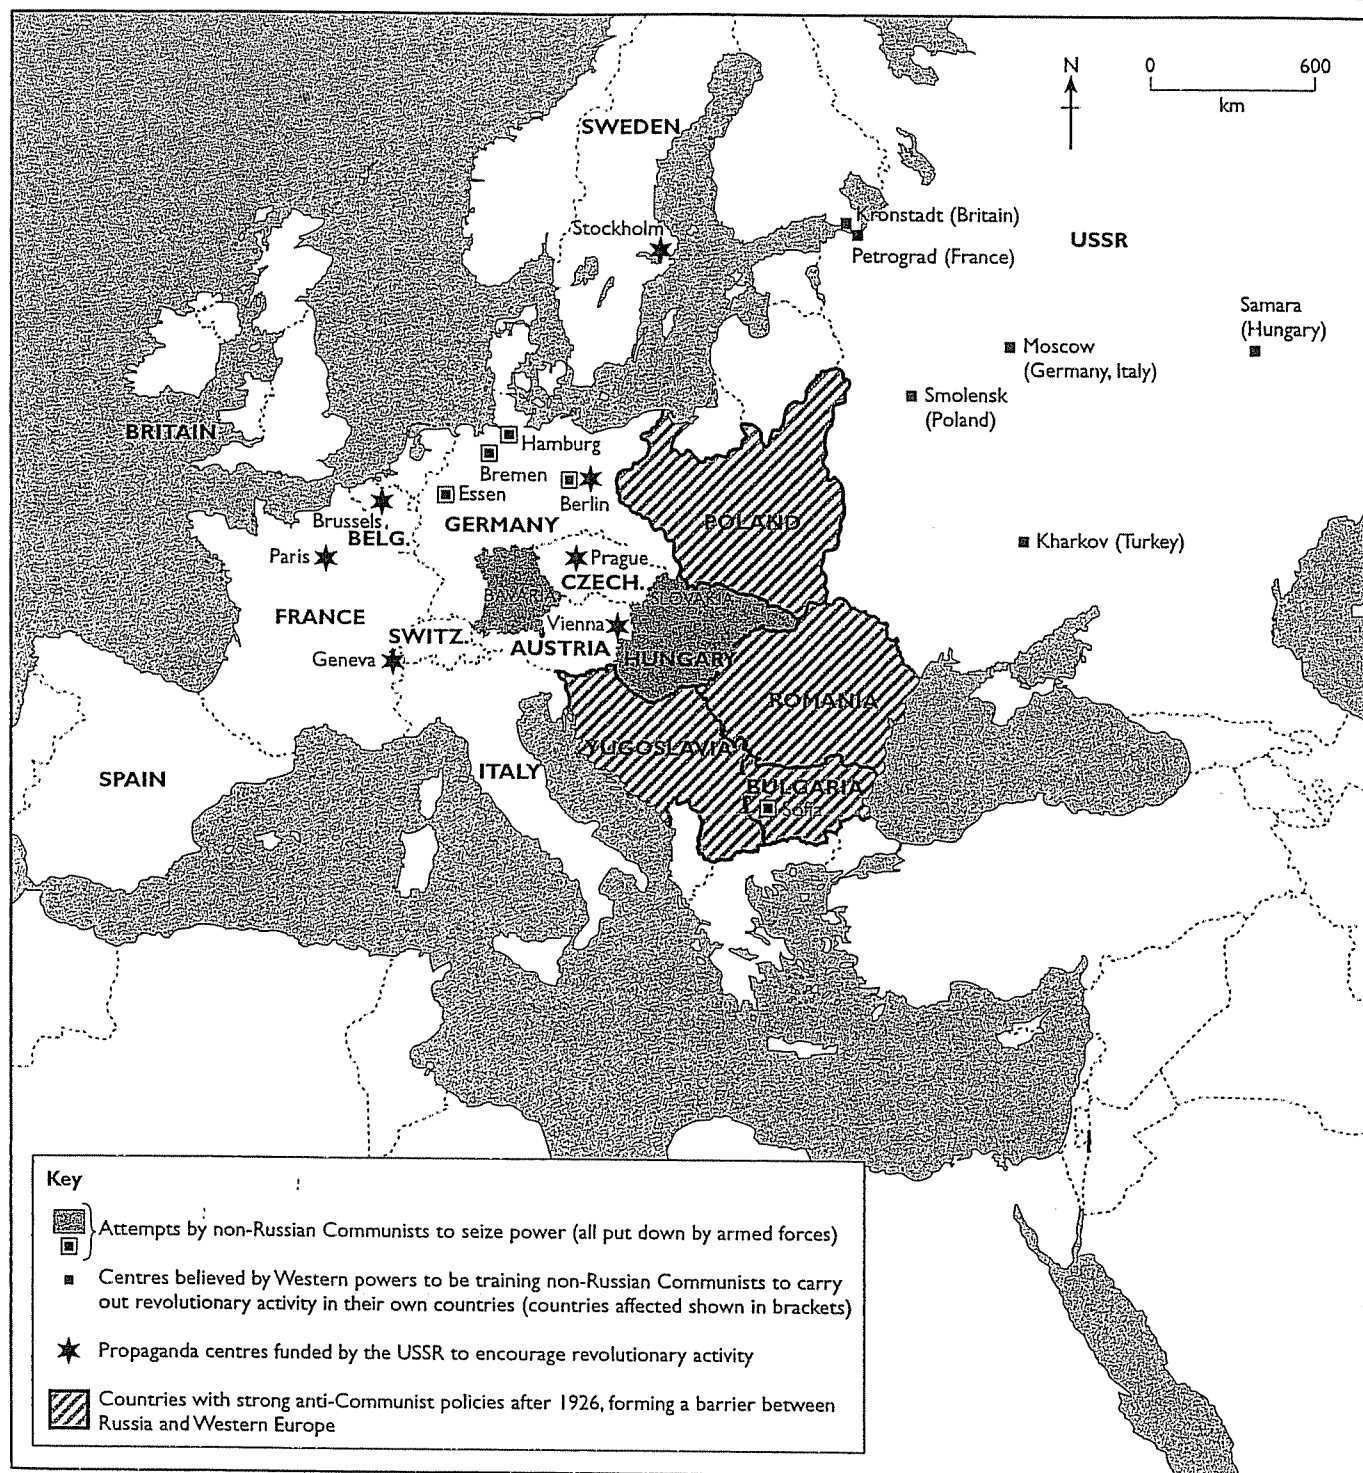 N
0 600
km
SWEDEN
Stockholm
Kronstadt (Britain)
Petrograd (France)
USSR
Samara
(Hungary)
Moscow
(Germany, Italy)
Smolensk
(Poland)
BRITAIN
Hamburg
Bremen
Essen
Berlin
Brussels
BELG.
GERMANY
POLAND
Kharkov (Turkey)
Paris
Prague
CZECH.
BAVARIA
FRANCE
SWITZ.
Vienna
AUSTRIA
Geneva
HUNGARY
ROMANIA
YUGOSLAVIA
SPAIN
ITALY
BULGARIA
Sofia
Key
Attempts by non-Russian Communists to seize power (all put down by armed forces)
Centres believed by Western powers to be training non-Russian Communists to carry
out revolutionary activity in their own countries (countries affected shown in brackets)
Propaganda centres funded by the USSR to encourage revolutionary activity
Countries with strong anti-Communist policies after 1926, forming a barrier between
Russia and Western Europe